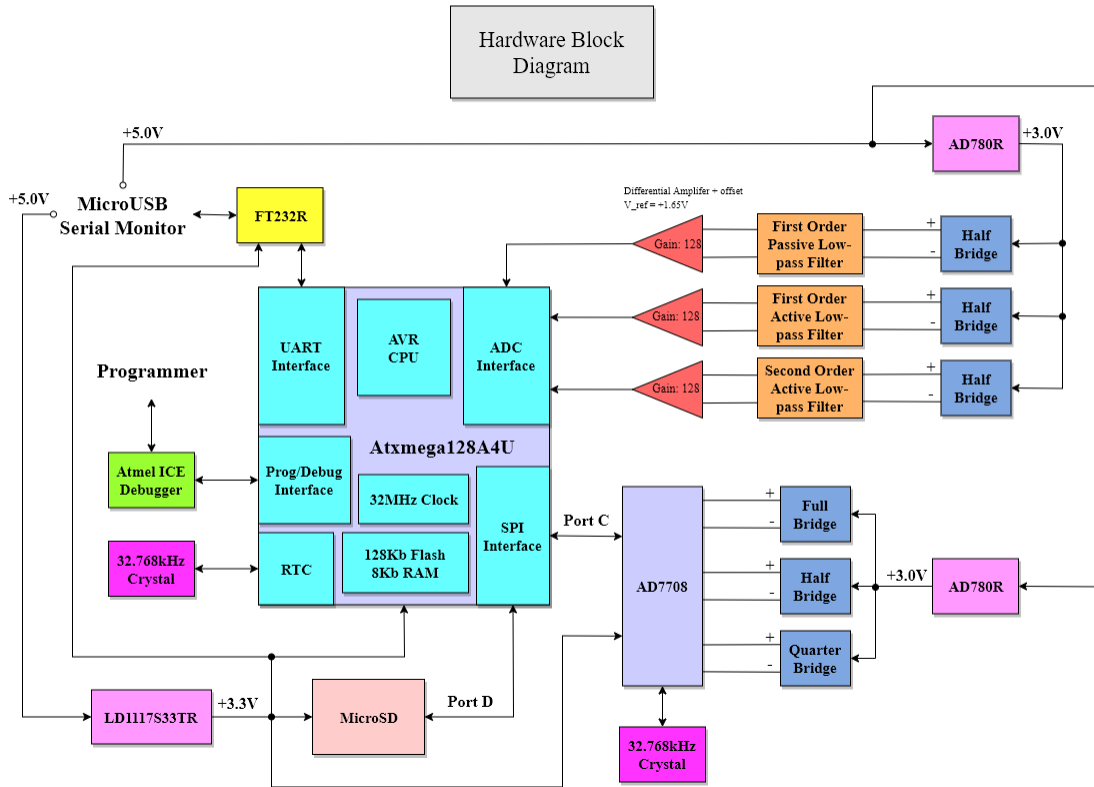 Hardware Block
Diagram
+5.0V
AD780R
+3.0V
+5.0V
MicroUSB
Serial Monitor
FT232R
Differential Amplifer + offset
V_ref = +1.65V
Gain: 128
First Order
Passive Low-
pass Filter
+
-
Half
Bridge
Gain: 128
First Order
Active Low-
pass Filter
+
-
Half
Bridge
Gain: 128
Second Order
Active Low-
pass Filter
+
-
Half
Bridge
UART
Interface
AVR
CPU
ADC
Interface
Programmer
Atxmega128A4U
Atmel ICE
Debugger
Prog/Debug
Interface
32MHz Clock
SPI
Interface
Port C
32.768kHz
Crystal
RTC
128Kb Flash
8Kb RAM
AD7708
+
-
Full
Bridge
+
-
Half
Bridge
+3.0V
AD780R
+
-
Quarter
Bridge
LD1117S33TR
+3.3V
MicroSD
Port D
32.768kHz
Crystal